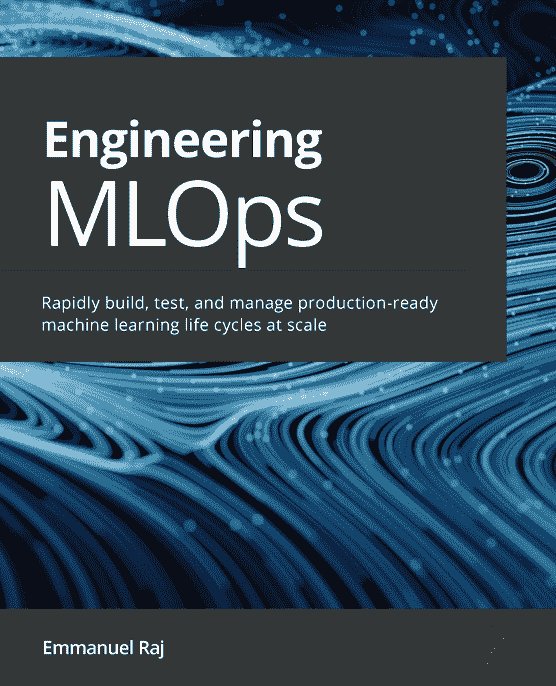 Engineering
MLOps
Rapidly build, test, and manage production-ready
machine learning life cycles at scale
Emmanuel Raj